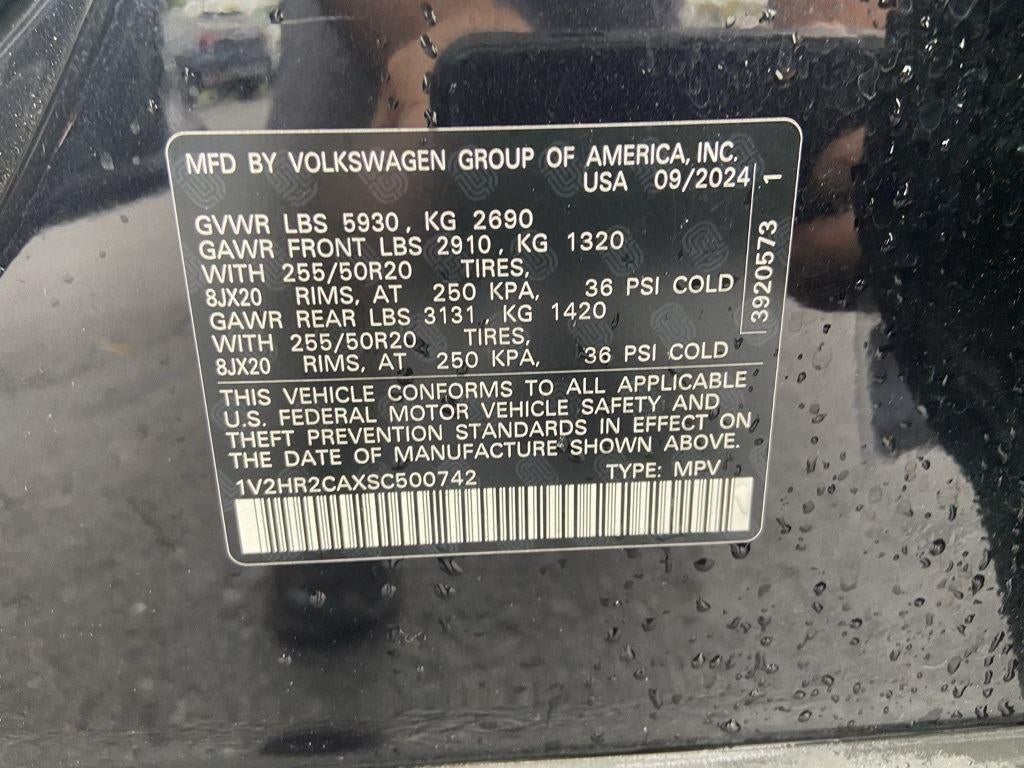 MFD BY VOLKSWAGEN GROUP OF AMERICA, INC.
USA 09/2024
1
3920573
GVWR LBS 5930, KG 2690
GAWR FRONT LBS 2910, KG 1320
WITH 255/50R20 TIRES,
8JX20 RIMS, AT 250 KPA, 36 PSI COLD
GAWR REAR LBS 3131, KG 1420
WITH 255/50R20 TIRES,
8JX20 RIMS, AT 250 KPA, 36 PSI COLD
THIS VEHICLE CONFORMS TO ALL APPLICABLE
U.S. FEDERAL MOTOR VEHICLE SAFETY AND
THEFT PREVENTION STANDARDS IN EFFECT ON
THE DATE OF MANUFACTURE SHOWN ABOVE.
1V2HR2CAXSC500742 TYPE: MPV